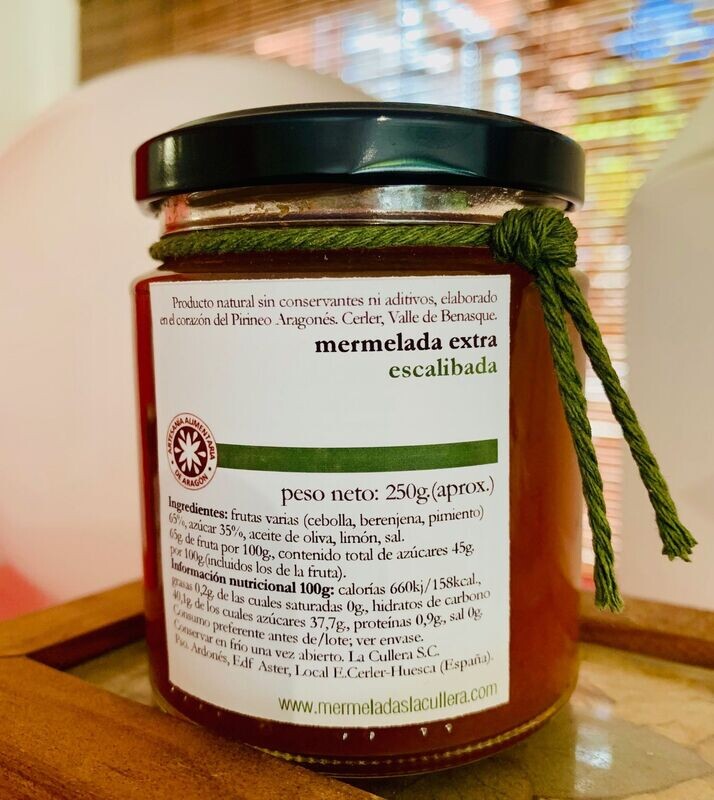 Producto natural sin conservantes ni aditivos, elaborado
en el corazón del Pirineo Aragonés. Cerler, Valle de Benasque.
mermelada extra
escalibada
ARTESANÍA ALIMENTARIA
DE ARAGÓN
peso neto: 250g.(aprox.)
Ingredientes: frutas varias (cebolla, berenjena, pimiento)
65%, azúcar 35%, aceite de oliva, limón, sal.
65g. de fruta por 100g., contenido total de azúcares 45g.
por 100g.(incluidos los de la fruta).
Información nutricional 100g: calorías 660kj/158kcal.,
grasas 0,2g, de las cuales saturadas 0g., hidratos de carbono
40,1g, de los cuales azúcares 37,7g., proteínas 0,9g., sal 0g.
Consumo preferente antes de/lote; ver envase.
Conservar en frío una vez abierto. La Cullera S.C.
Pso. Ardonés, Edf Aster, Local E.Cerler-Huesca (España).
www.mermeladaslacullera.com